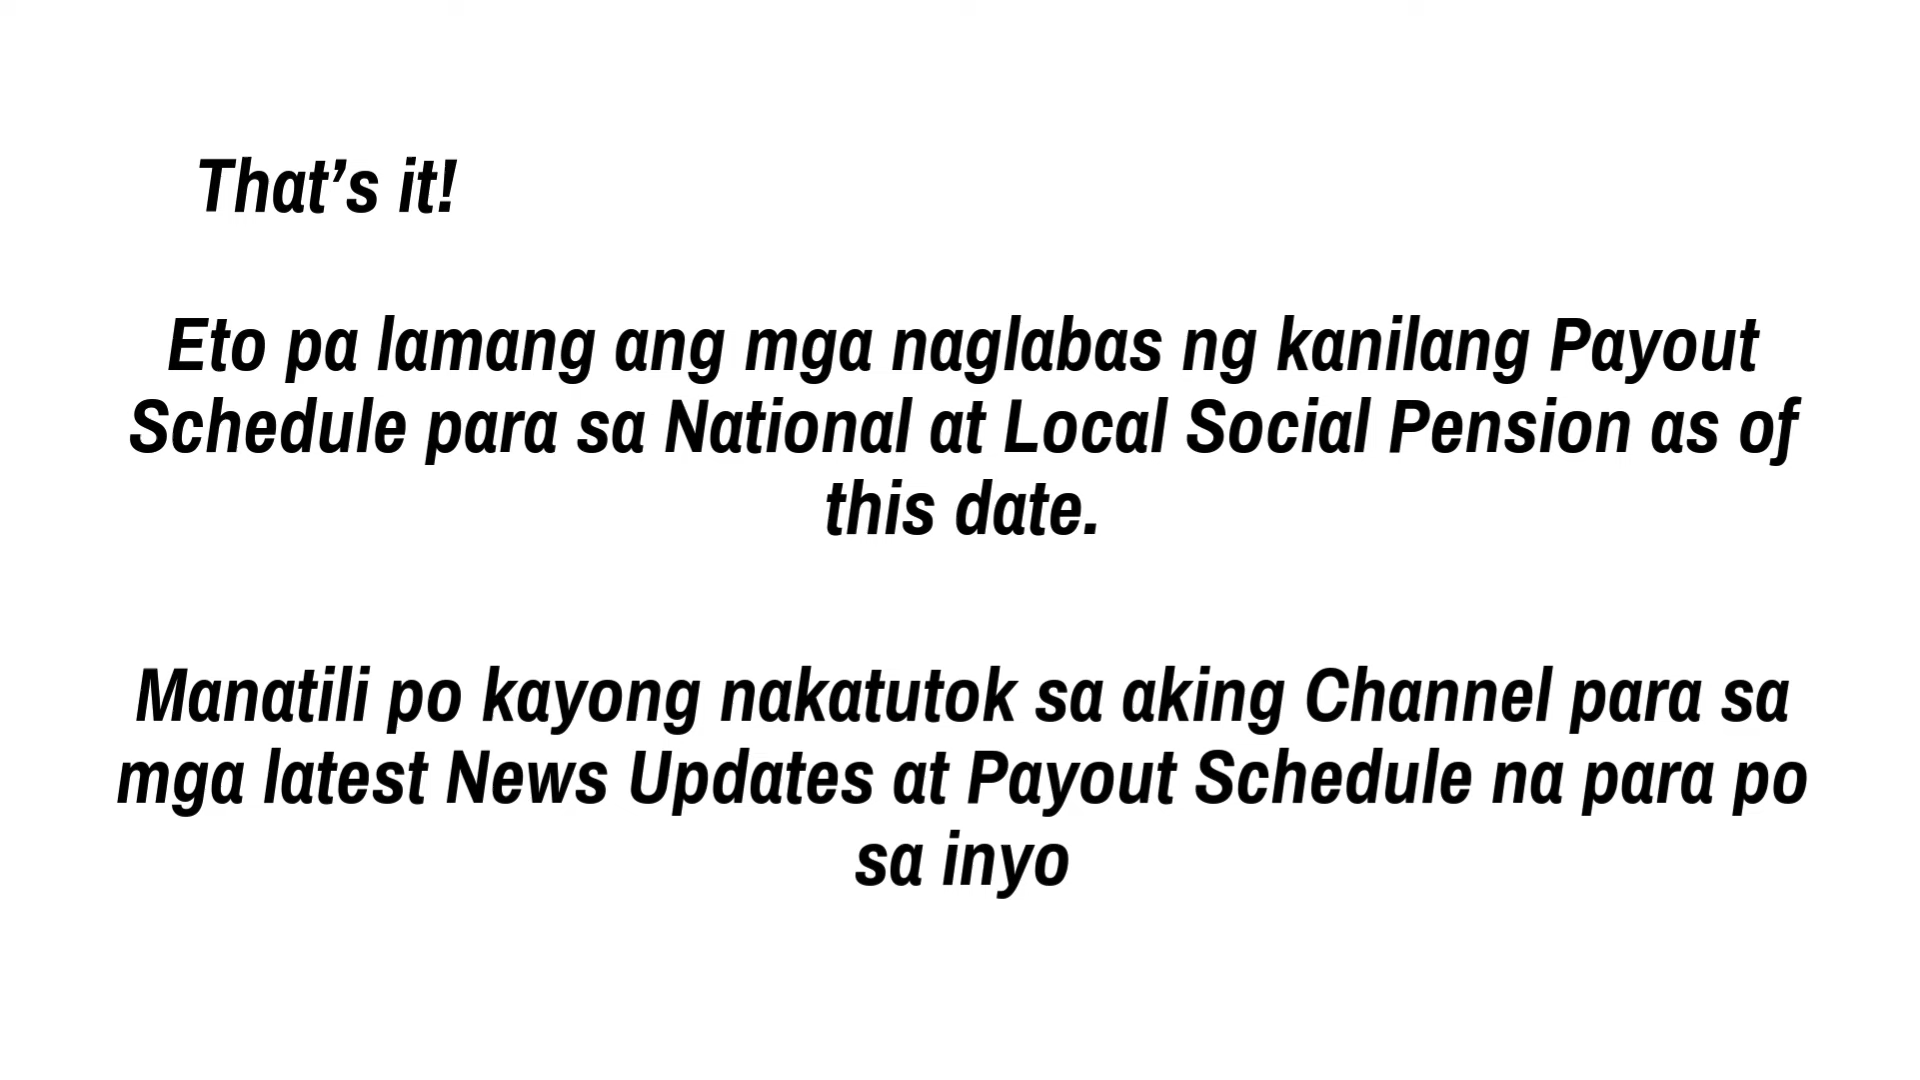 That’s it!
Eto pa lamang ang mga naglabas ng kanilang Payout
Schedule para sa National at Local Social Pension as of
this date.
Manatili po kayong nakatutok sa aking Channel para sa
mga latest News Updates at Payout Schedule na para po
sa inyo